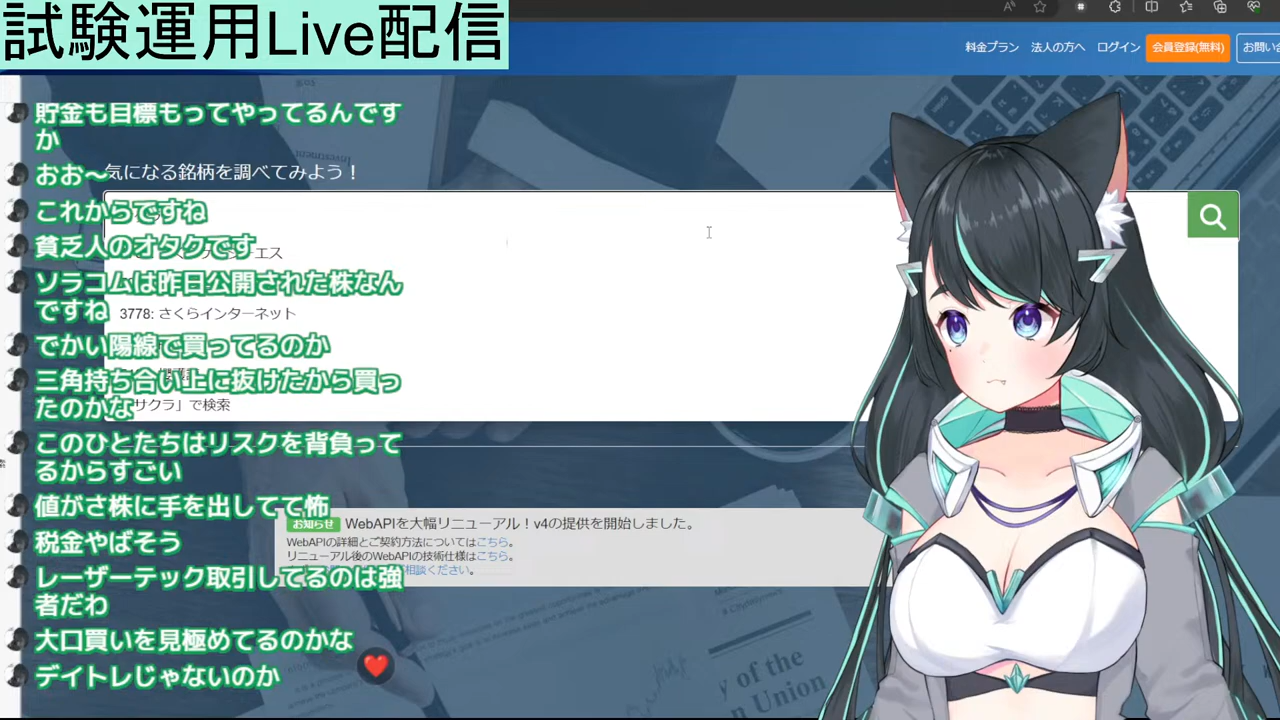 試験運用Live配信
料金プラン 法人の方へ ログイン 会員登録(無料) お問い合
貯金も目標もってやってるんです
か
気になる銘柄を調べてみよう！
おお〜
これからですね
貧乏人のオタクです
エス
ソラコムは昨日公開された株なん
ですね
3778: さくらインターネット
でかい陽線で買ってるのか
三角持ち合い上に抜けたから買っ
たのかな
サクラ」で検索
このひとたちはリスクを背負って
るからすごい
値がさ株に手を出してて怖
お知らせ WebAPIを大幅リニューアル！v4の提供を開始しました。
税金やばそう
WebAPIの詳細とご契約方法についてはこちら。
リニューアル後のWebAPIの技術仕様はこちら。
相談ください。
レーザーテック取引してるのは強
者だわ
大口買いを見極めてるのかな
デイトレじゃないのか
y of the
n Union